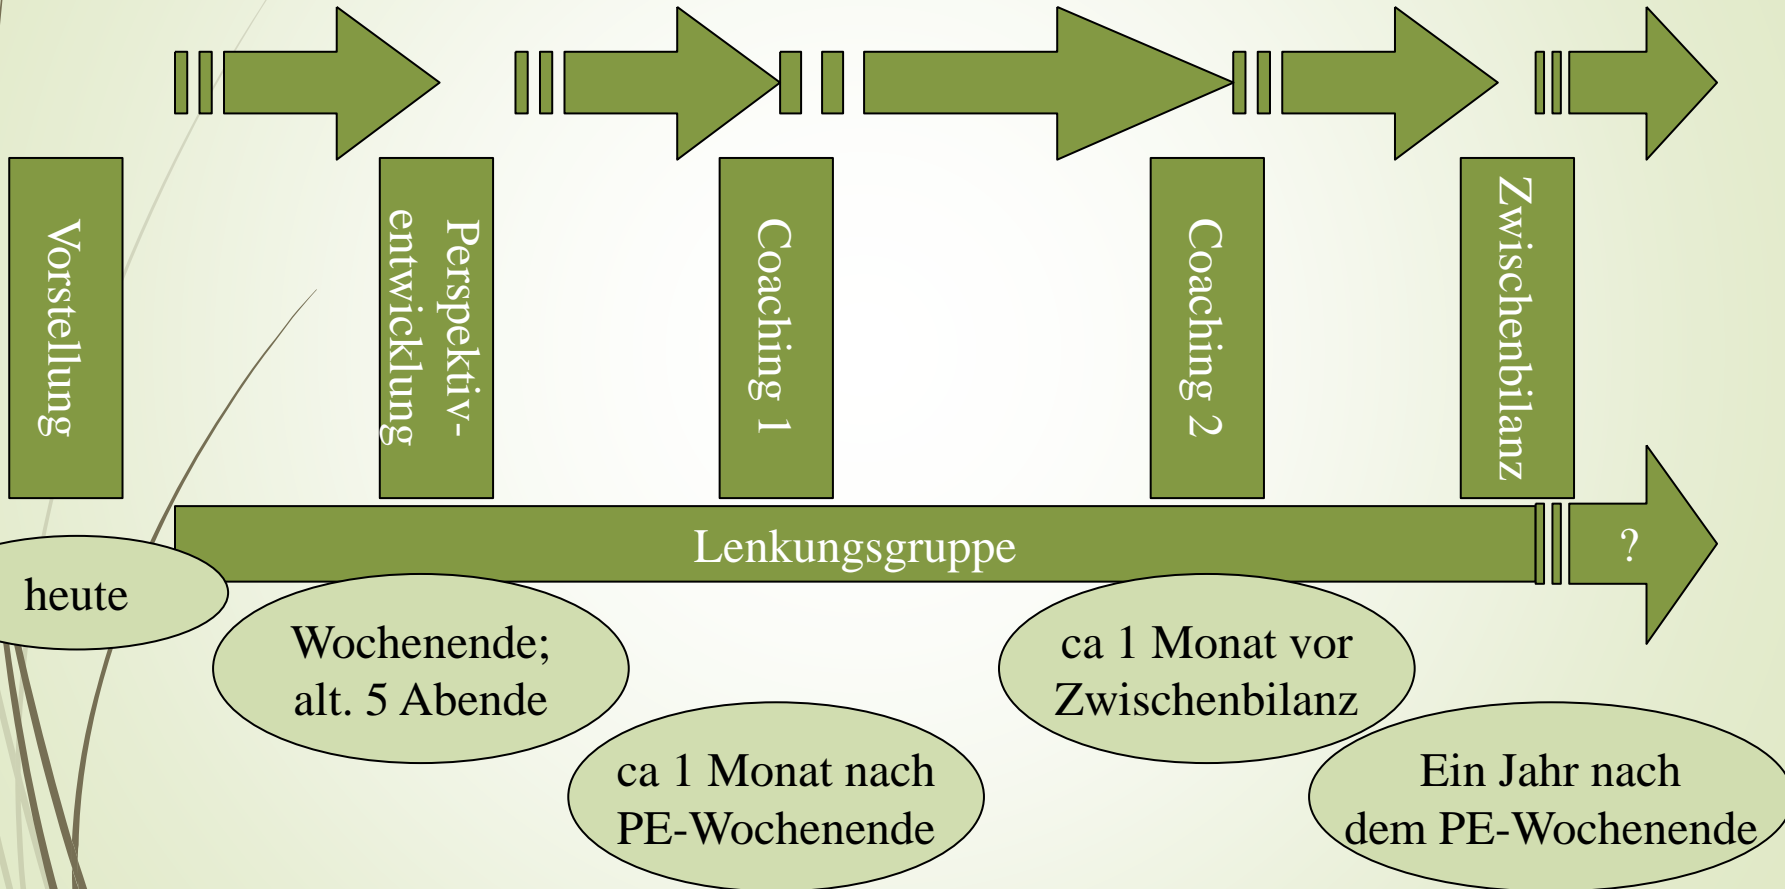 Vorstellung
Perspektiv-
entwicklung
Coaching 1
Coaching 2
Zwischenbilanz
Lenkungsgruppe
?
heute
Wochenende;
alt. 5 Abende
ca 1 Monat nach
PE-Wochenende
ca 1 Monat vor
Zwischenbilanz
Ein Jahr nach
dem PE-Wochenende